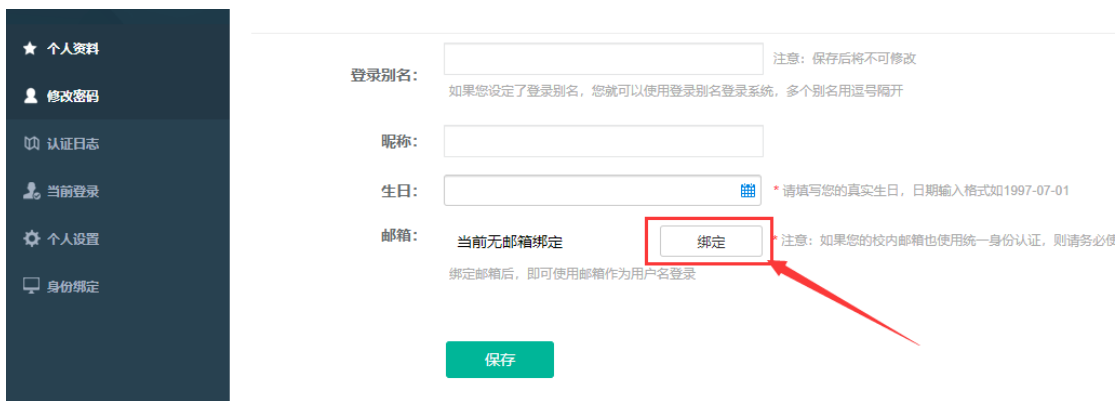 个人资料
修改密码
认证日志
当前登录
个人设置
身份绑定
登录别名：
注意：保存后将不可修改
如果您设定了登录别名，您就可以使用登录别名登录系统，多个别名用逗号隔开
昵称：
生日：
* 请填写您的真实生日，日期输入格式如1997-07-01
邮箱：
当前无邮箱绑定
绑定
* 注意：如果您的校内邮箱也使用统一身份认证，则请务必使
绑定邮箱后，即可使用邮箱作为用户名登录
保存